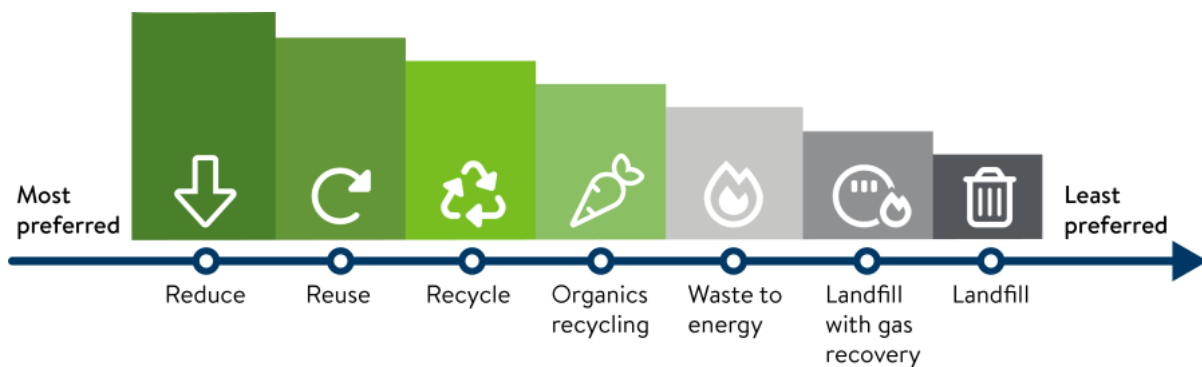 Most
preferred
Least
preferred
Reduce
Reuse
Recycle
Organics
recycling
Waste to
energy
Landfill
with gas
recovery
Landfill